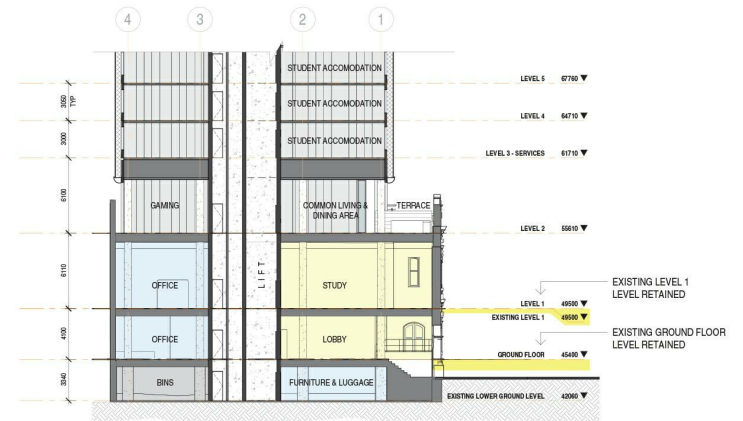 4
3
2
1
STUDENT ACCOMODATION
LEVEL 5 67760
3050
TYP
STUDENT ACCOMODATION
LEVEL 4 64710
3000
STUDENT ACCOMODATION
LEVEL 3 - SERVICES 61710
6100
GAMING
COMMON LIVING &
DINING AREA
TERRACE
LEVEL 2 55610
6110
OFFICE
LIFT
STUDY
EXISTING LEVEL 1
LEVEL RETAINED
LEVEL 1 49500
EXISTING LEVEL 1 49500
4100
OFFICE
LOBBY
EXISTING GROUND FLOOR
LEVEL RETAINED
GROUND FLOOR 45400
3340
BINS
FURNITURE & LUGGAGE
EXISTING LOWER GROUND LEVEL 42060